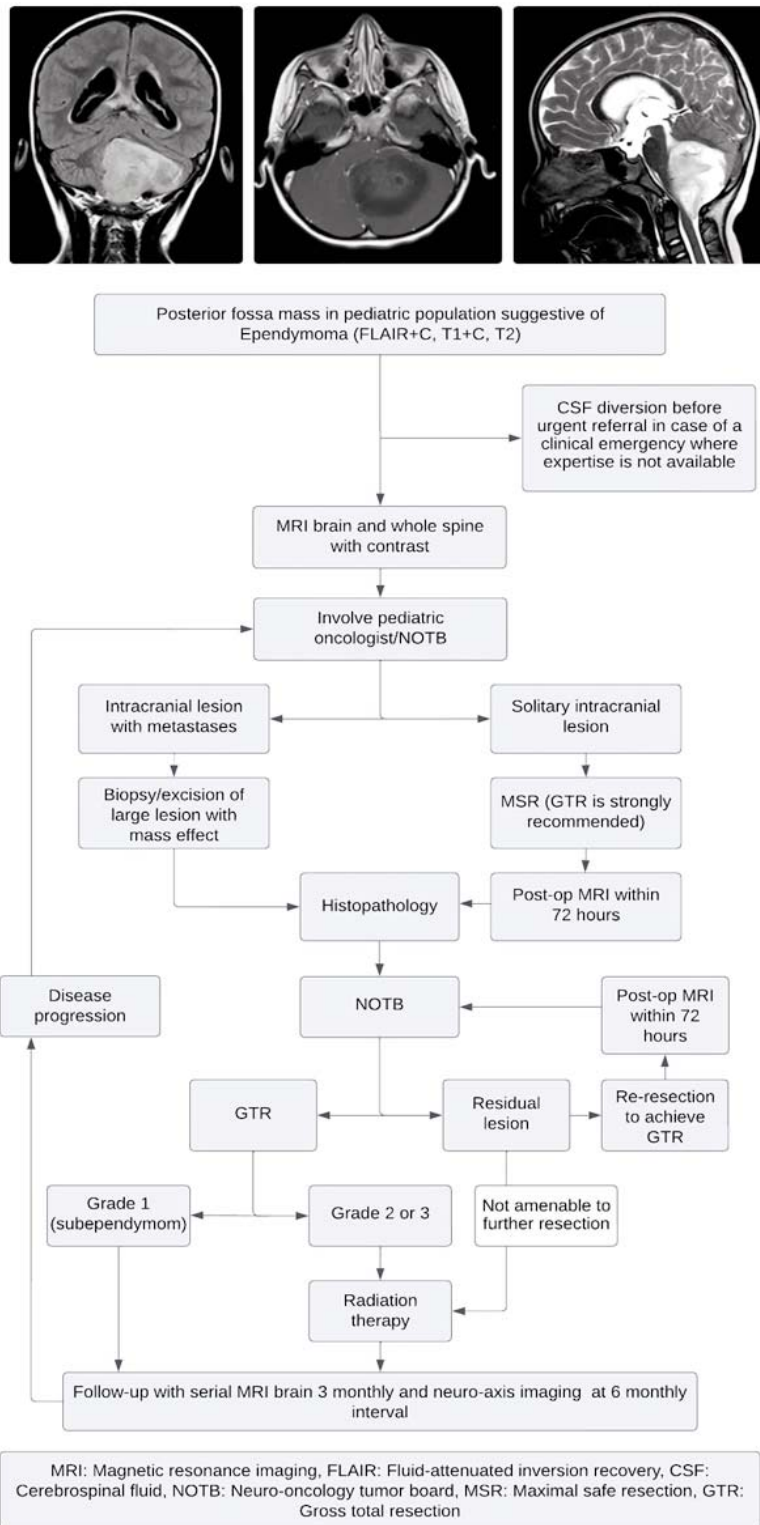 Posterior fossa mass in pediatric population suggestive of
Ependymoma (FLAIR+C, T1+C, T2)
CSF diversion before
urgent referral in case of a
clinical emergency where
expertise is not available
MRI brain and whole spine
with contrast
Involve pediatric
oncologist/NOTB
Intracranial lesion
with metastases
Solitary intracranial
lesion
Biopsy/excision of
large lesion with
mass effect
MSR (GTR is strongly
recommended)
Histopathology
Post-op MRI within
72 hours
Disease
progression
NOTB
Post-op MRI
within 72
hours
GTR
Residual
lesion
Re-resection
to achieve
GTR
Grade 1
(subependymom)
Grade 2 or 3
Not amenable to
further resection
Radiation
therapy
Follow-up with serial MRI brain 3 monthly and neuro-axis imaging at 6 monthly
interval
MRI: Magnetic resonance imaging, FLAIR: Fluid-attenuated inversion recovery, CSF:
Cerebrospinal fluid, NOTB: Neuro-oncology tumor board, MSR: Maximal safe resection, GTR:
Gross total resection